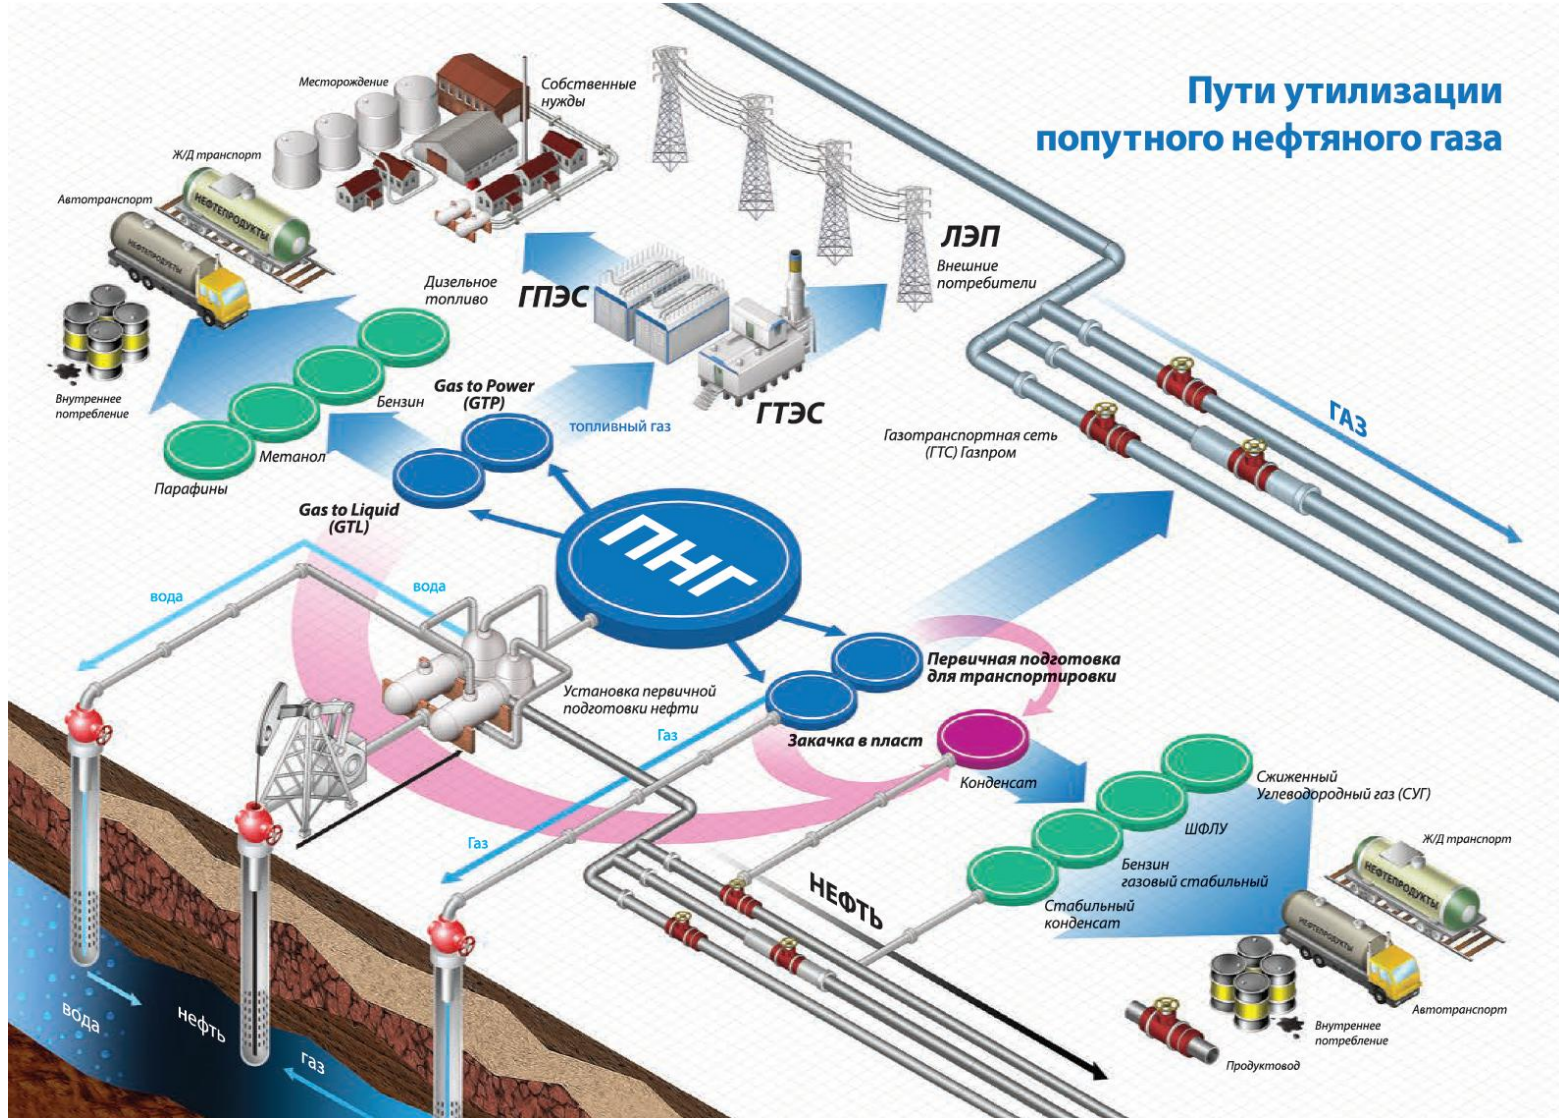 Пути утилизации
попутного нефтяного газа
Месторождение
Собственные
нужды
Ж/Д транспорт
НЕФТЕПРОДУКТЫ
Автотранспорт
НЕФТЕПРОДУКТЫ
Внутреннее
потребление
ЛЭП
Внешние
потребители
Дизельное
топливо
ГПЭС
ГТЭС
Бензин
Метанол
Парафины
Gas to Power
(GTP)
топливный газ
Gas to Liquid
(GTL)
ГАЗ
Газотранспортная сеть
(ГТС) Газпром
ПНГ
вода
вода
Установка первичной
подготовки нефти
Первичная подготовка
для транспортировки
Закачка в пласт
Газ
Газ
Конденсат
Сжиженный
Углеводородный газ (СУГ)
ШФЛУ
Бензин
газовый стабильный
Стабильный
конденсат
НЕФТЬ
Ж/Д транспорт
НЕФТЕПРОДУКТЫ
НЕФТЕПРОДУКТЫ
Автотранспорт
Внутреннее
потребление
Продуктовод
вода
нефть
газ